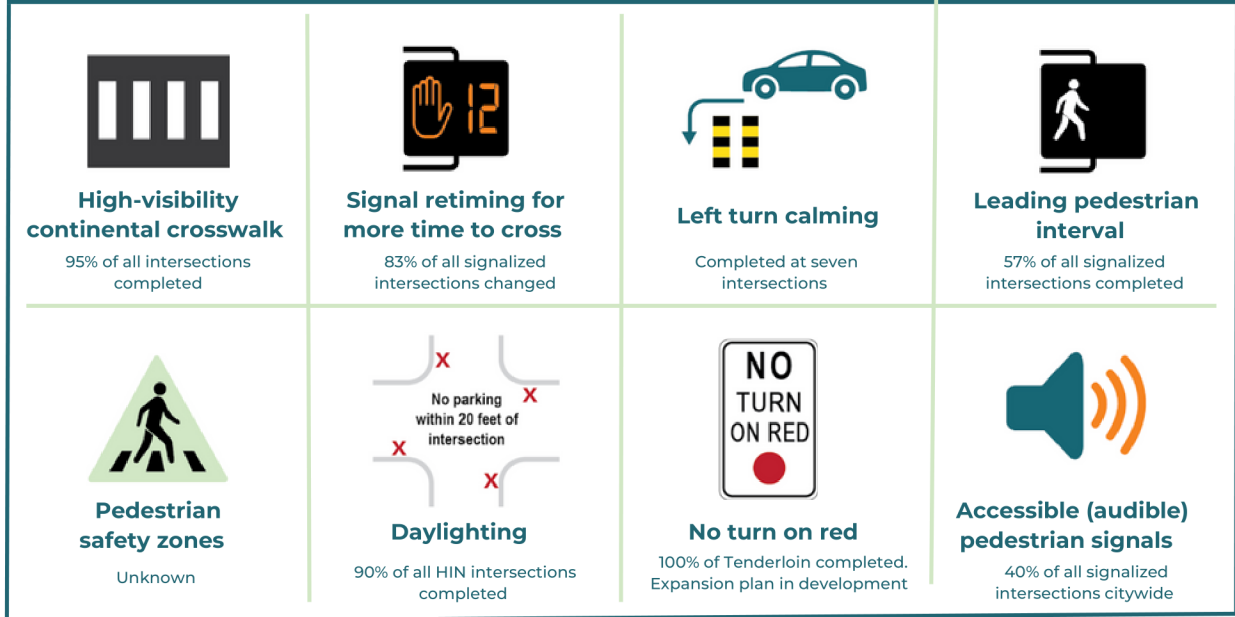 12
High-visibility
continental crosswalk
95% of all intersections
completed
Signal retiming for
more time to cross
83% of all signalized
intersections changed
Left turn calming
Completed at seven
intersections
Leading pedestrian
interval
57% of all signalized
intersections completed
Pedestrian
safety zones
Unknown
X
X
No parking
within 20 feet of
intersection
X
X
Daylighting
90% of all HIN intersections
completed
NO
TURN
ON RED
No turn on red
100% of Tenderloin completed.
Expansion plan in development
Accessible (audible)
pedestrian signals
40% of all signalized
intersections citywide